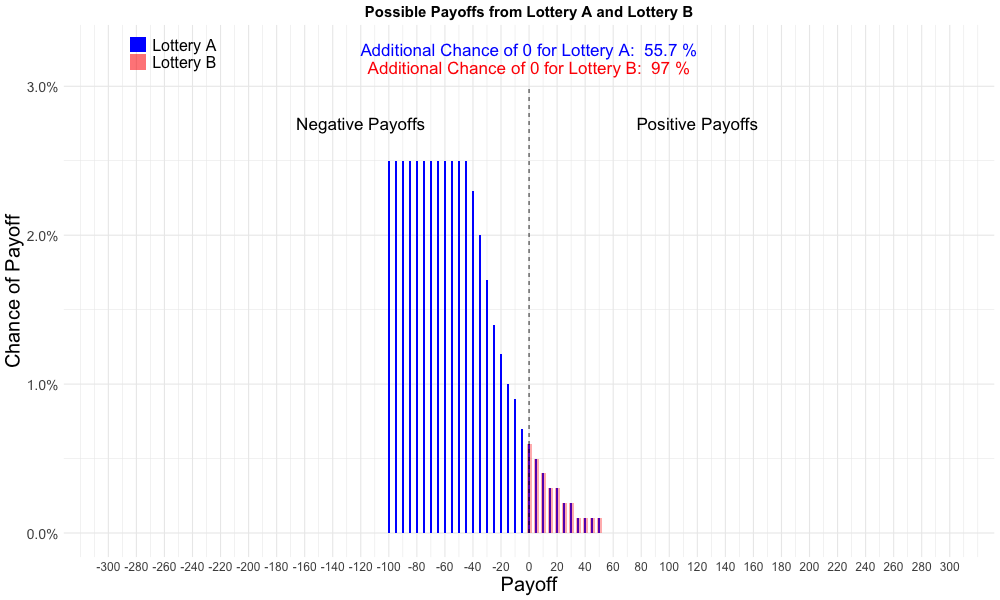 Possible Payoffs from Lottery A and Lottery B
Lottery A
Lottery B
Additional Chance of 0 for Lottery A: 55.7 %
Additional Chance of 0 for Lottery B: 97 %
Negative Payoffs
Positive Payoffs
Chance of Payoff
3.0%
2.0%
1.0%
0.0%
-300 -280 -260 -240 -220 -200 -180 -160 -140 -120 -100 -80 -60 -40 -20 0 20 40 60 80 100 120 140 160 180 200 220 240 260 280 300
Payoff